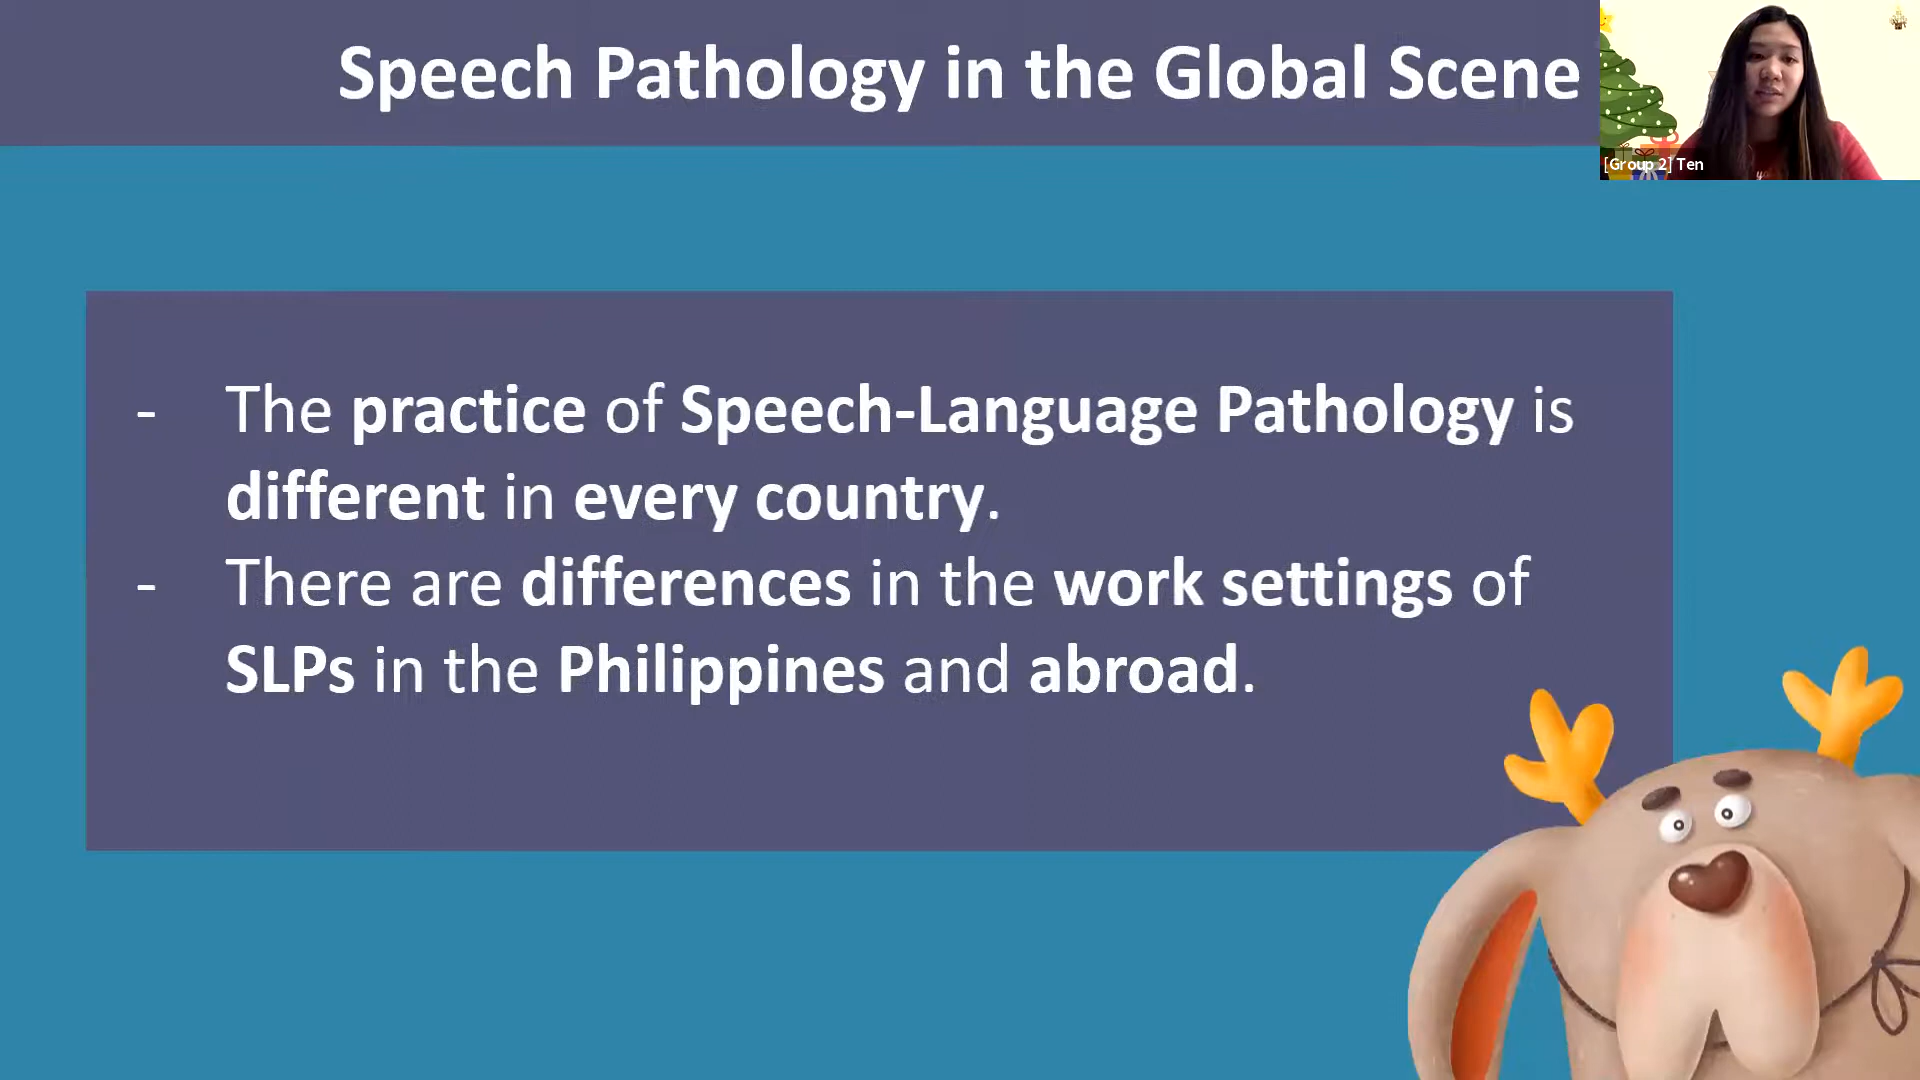 Speech Pathology in the Global Scene
[Group 2] Ten
- The practice of Speech-Language Pathology is
different in every country.
- There are differences in the work settings of
SLPs in the Philippines and abroad.